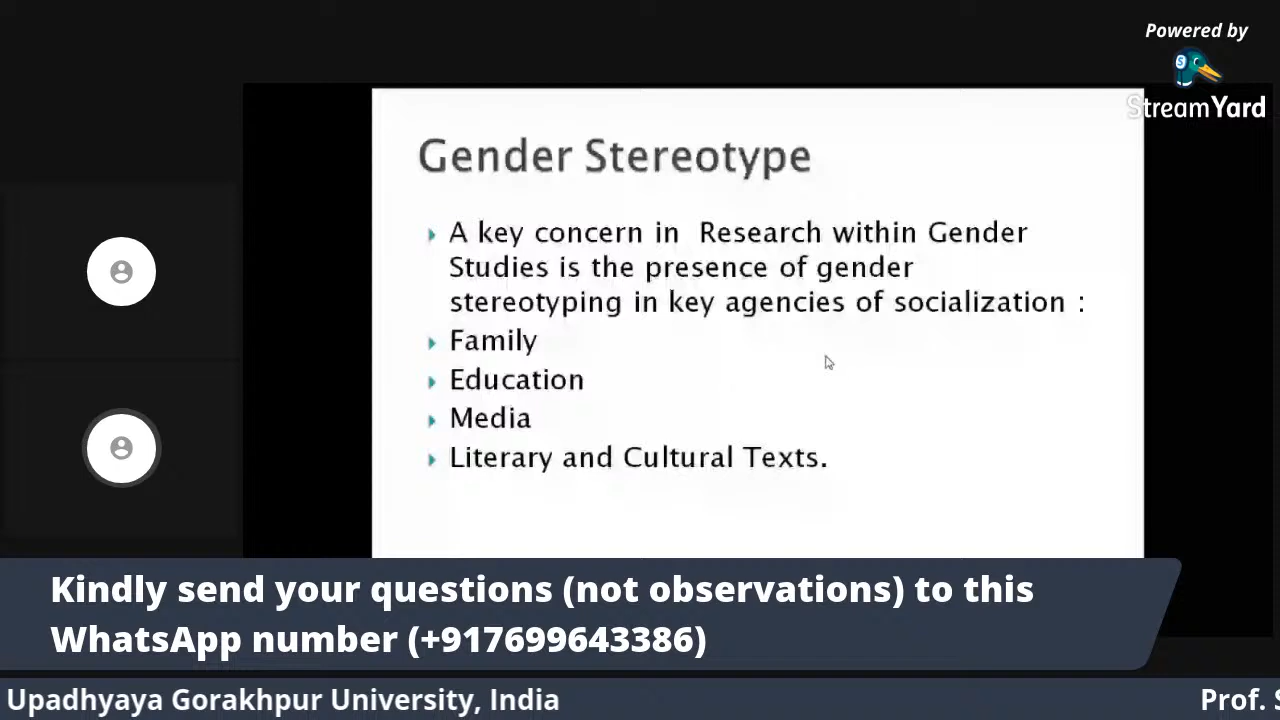 Powered by
StreamYard
Gender Stereotype
A key concern in Research within Gender
Studies is the presence of gender
stereotyping in key agencies of socialization :
Family
Education
Media
Literary and Cultural Texts.
Kindly send your questions (not observations) to this
WhatsApp number (+917699643386)
Upadhyaya Gorakhpur University, India
Prof. S